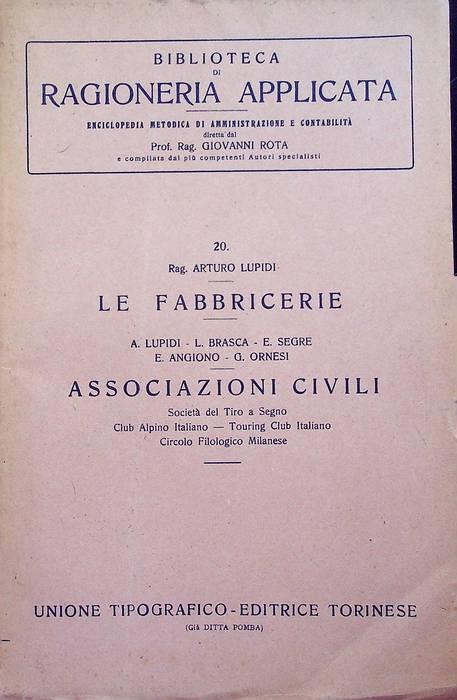 BIBLIOTECA
DI
RAGIONERIA APPLICATA
ENCICLOPEDIA METODICA DI AMMINISTRAZIONE E CONTABILITÀ
diretta dal
Prof. Rag. GIOVANNI ROTA
e compilata dai più competenti Autori specialisti
20.
Rag. ARTURO LUPIDI
LE FABBRICERIE
A. LUPIDI - L. BRASCA - E. SEGRE
E. ANGIONO - G. ORNESI
ASSOCIAZIONI CIVILI
Società del Tiro a Segno
Club Alpino Italiano — Touring Club Italiano
Circolo Filologico Milanese
UNIONE TIPOGRAFICO-EDITRICE TORINESE
(Già DITTA POMBA)